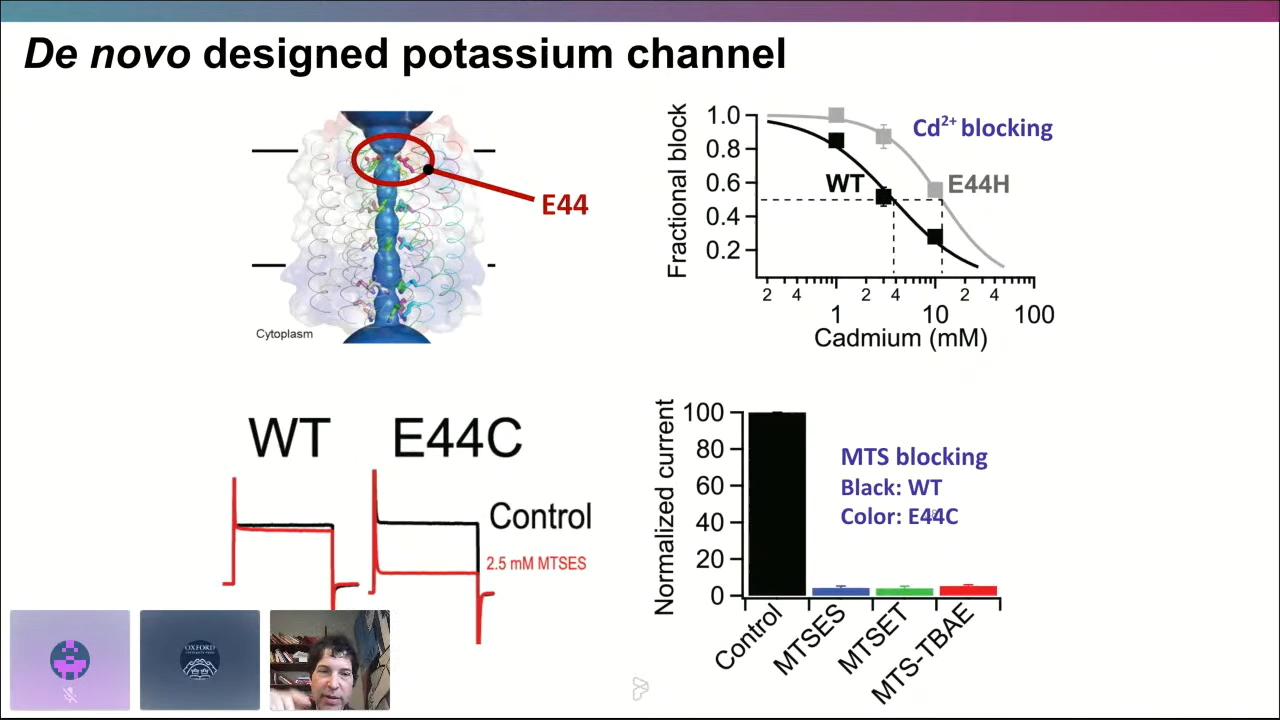 De novo designed potassium channel
E44
Cytoplasm
Fractional block
1.0
0.8
0.6
0.4
0.2
Cd2+ blocking
WT
E44H
2 4 2 4 2 4
1 10 100
Cadmium (mM)
WT E44C
Control
2.5 mM MTSES
Normalized current
100
80
60
40
20
0
MTS blocking
Black: WT
Color: E44C
Control
MTSES
MTSET
MTS-TBAE
OXFORD